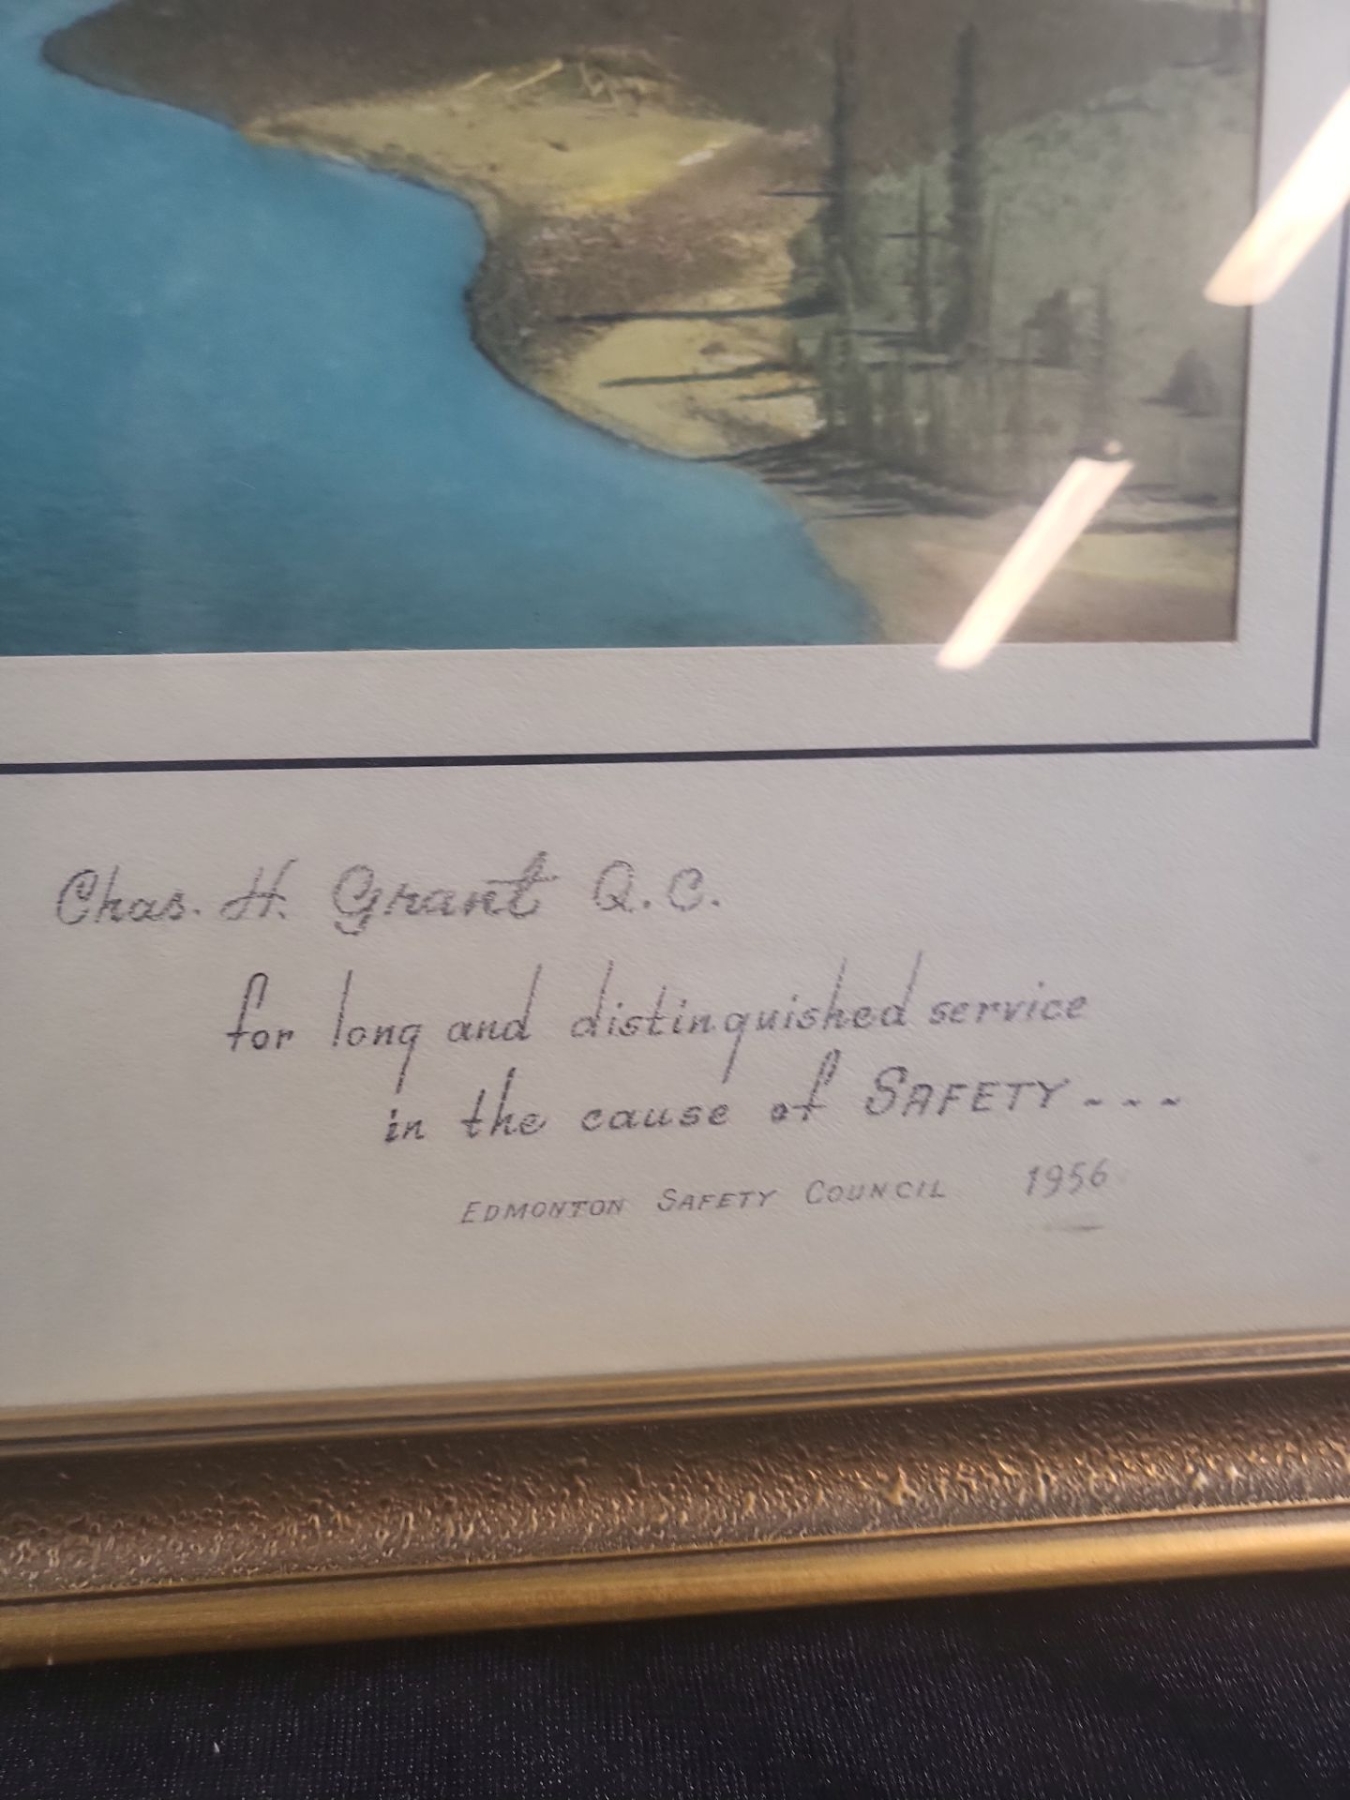 Chas. H. Grant Q.C.
for long and distinguished service
in the cause of SAFETY - - -
EDMONTON SAFETY COUNCIL 1956